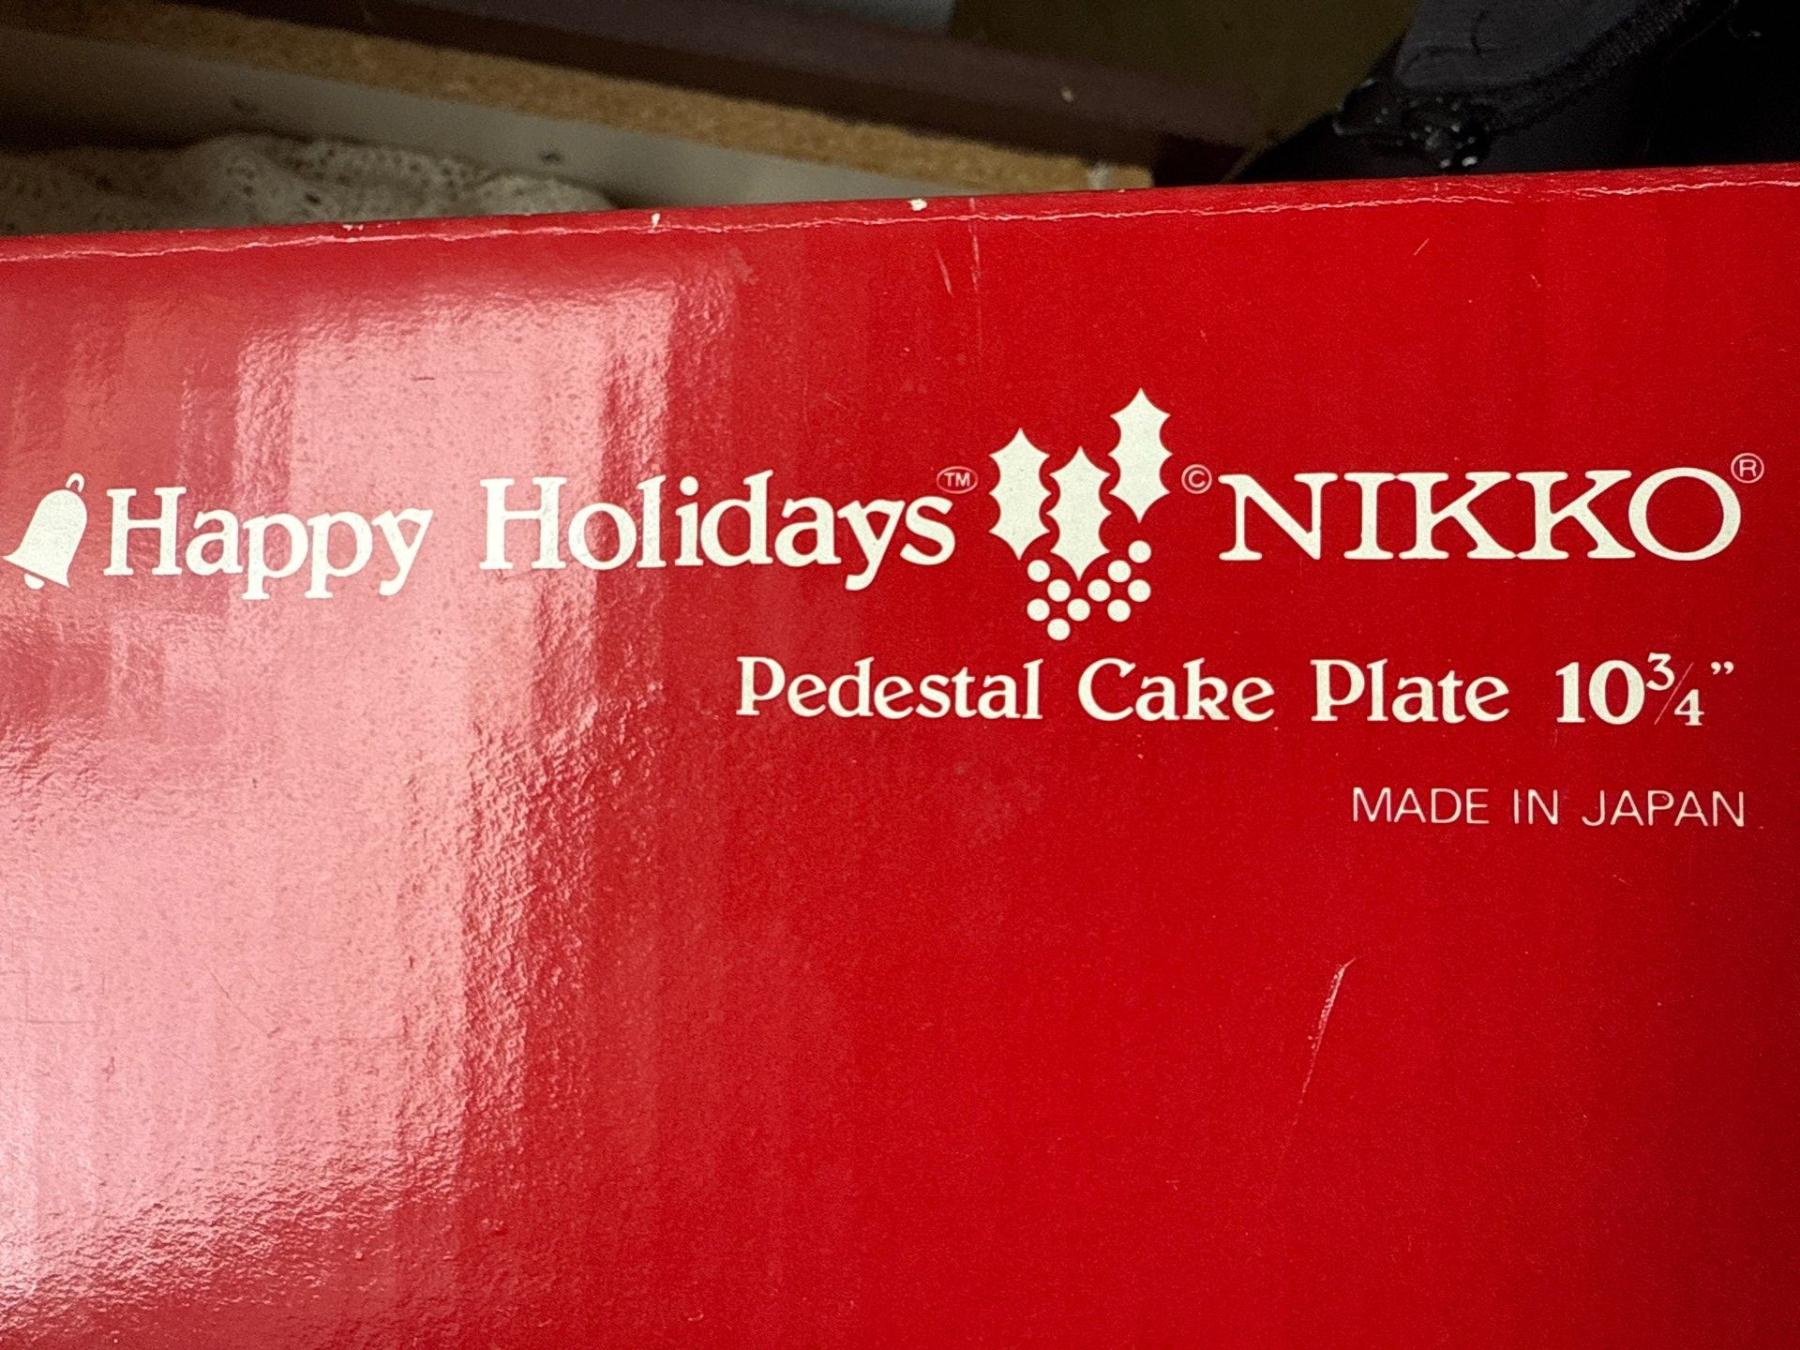 Happy Holidays™ © NIKKO®
Pedestal Cake Plate 10¾”
MADE IN JAPAN